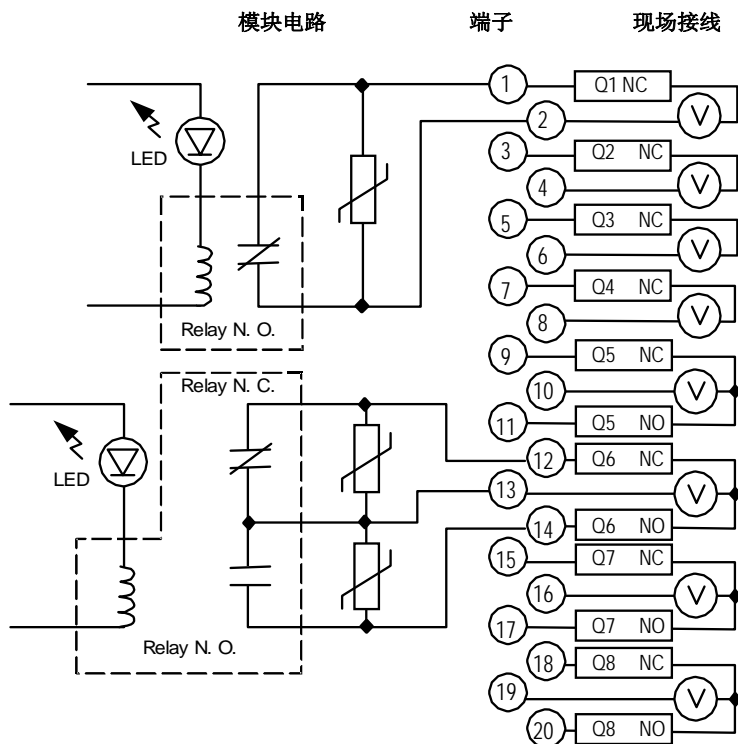 模块电路 端子 现场接线
1 Q1 NC
2 V
LED
3 Q2 NC
4 V
5 Q3 NC
6 V
7 Q4 NC
8 V
Relay N. O.
9 Q5 NC
Relay N. C.
10 V
11 Q5 NO
12 Q6 NC
LED
13 V
14 Q6 NO
15 Q7 NC
16 V
17 Q7 NO
Relay N. O.
18 Q8 NC
19 V
20 Q8 NO